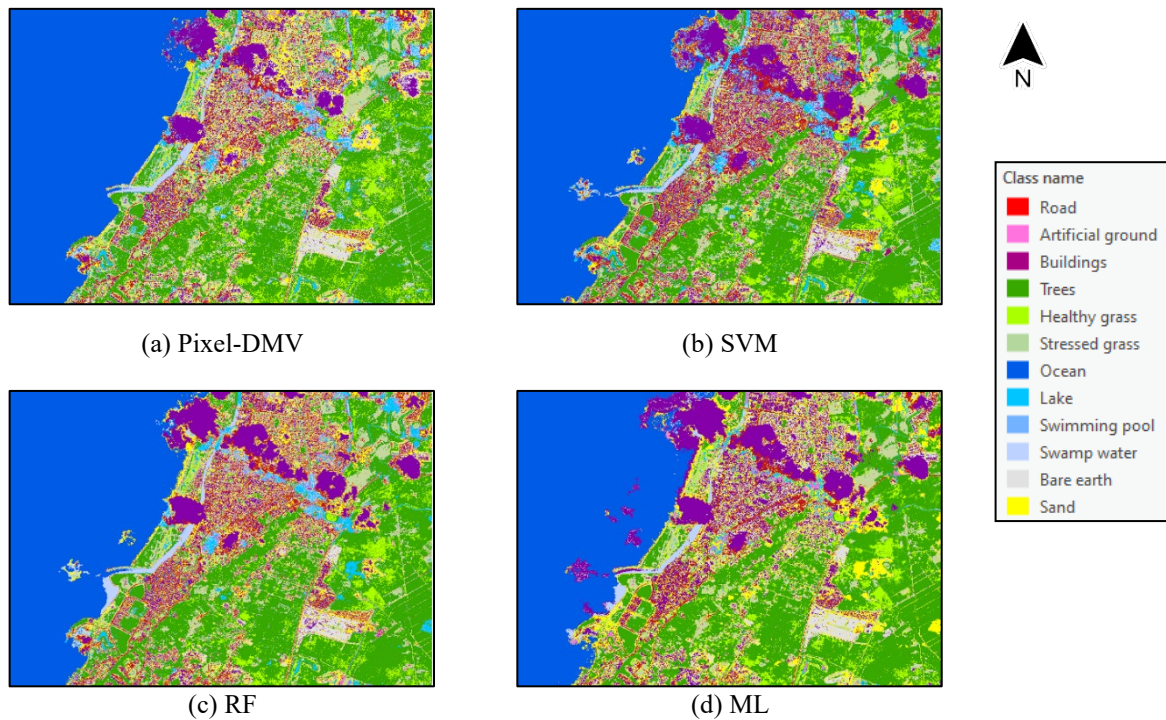 N
(a) Pixel-DMV
(b) SVM
Class name
Road
Artificial ground
Buildings
Trees
Healthy grass
Stressed grass
Ocean
Lake
Swimming pool
Swamp water
Bare earth
Sand
(c) RF
(d) ML